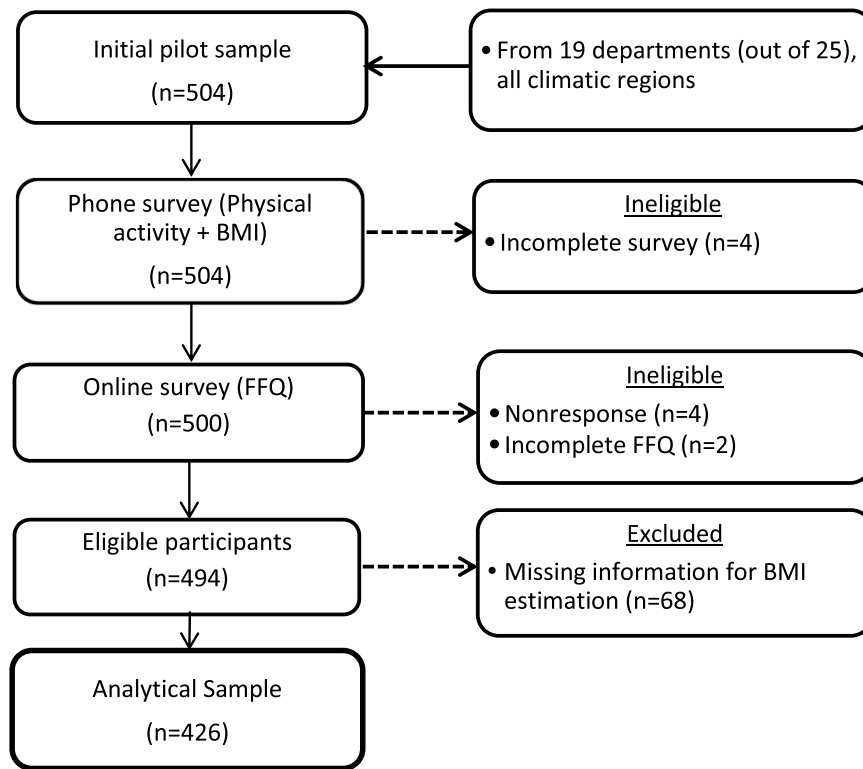 Initial pilot sample
(n=504)
• From 19 departments (out of 25),
all climatic regions
Phone survey (Physical
activity + BMI)
(n=504)
Ineligible
• Incomplete survey (n=4)
Online survey (FFQ)
(n=500)
Ineligible
• Nonresponse (n=4)
• Incomplete FFQ (n=2)
Eligible participants
(n=494)
Excluded
• Missing information for BMI
estimation (n=68)
Analytical Sample
(n=426)